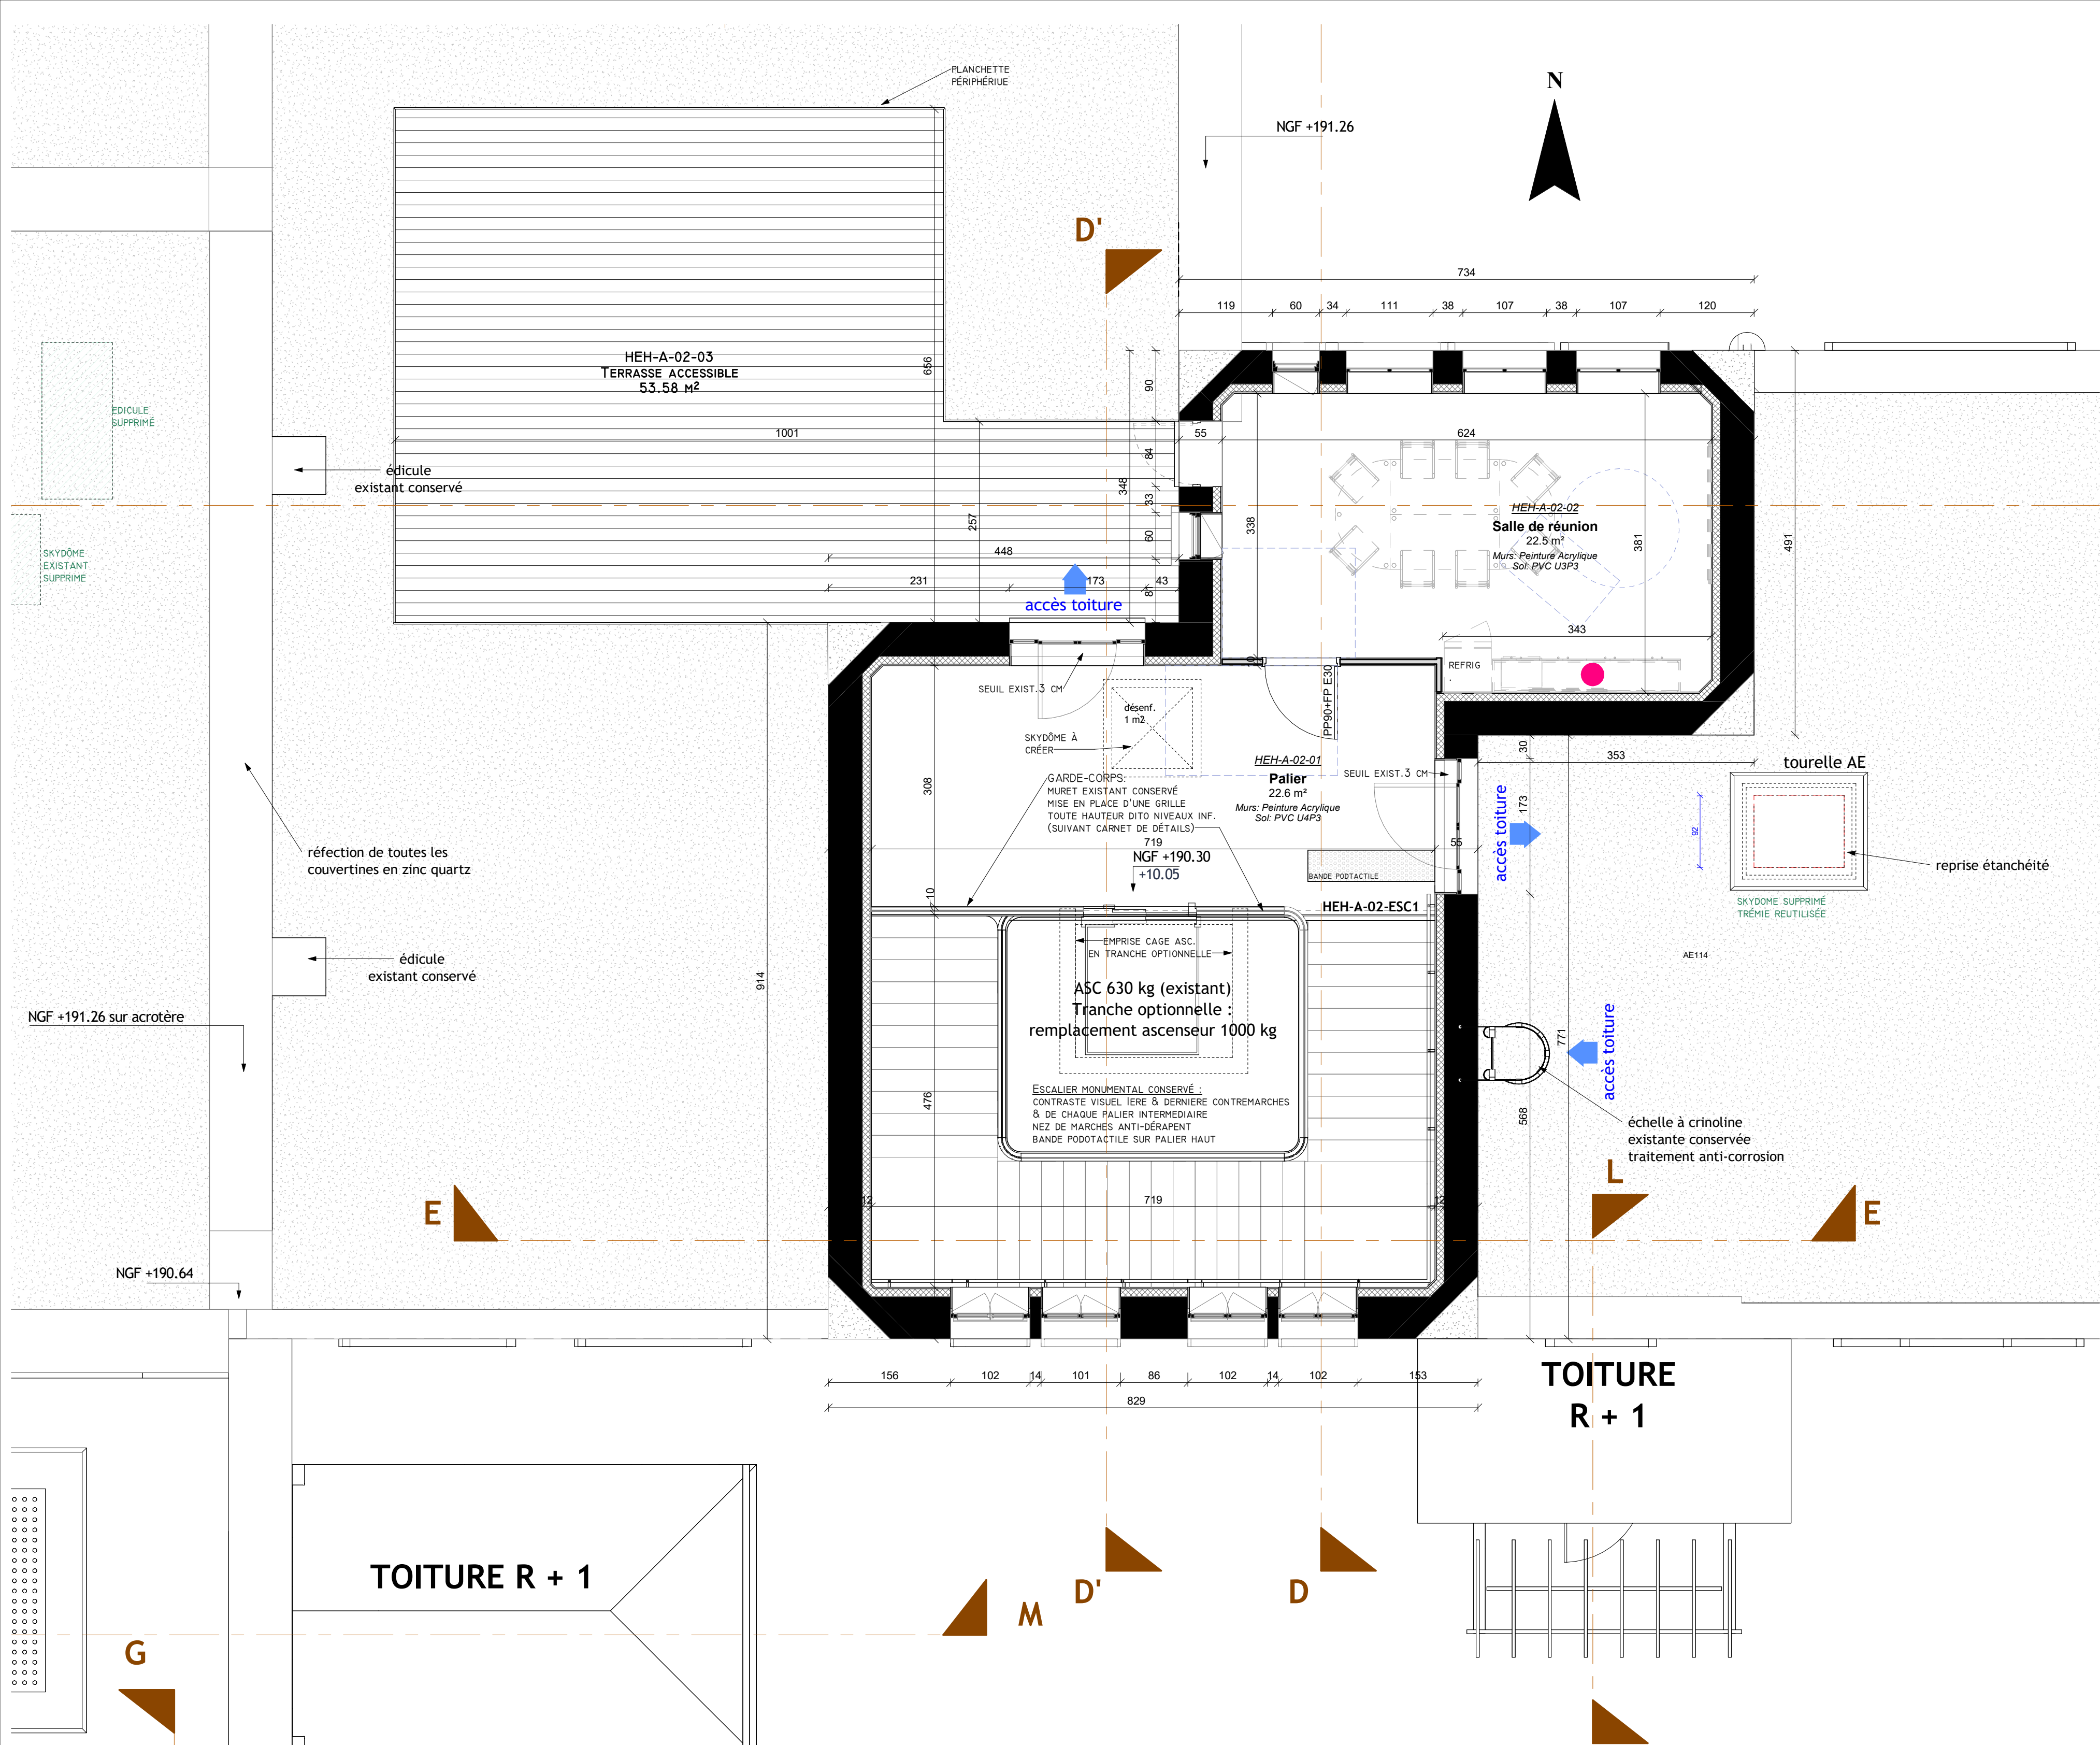 PLANCHETTE
PÉRIPHÉRIUE
N
NGF +191.26
D'
734
119
60
34
111
38
107
38
107
120
HEH-A-02-03
TERRASSE ACCESSIBLE
53.58 M²
656
90
EDICULE
SUPPRIMÉ
1001
55
624
84
348
33
édicule
existant conservé
257
338
HEH-A-02-02
Salle de réunion
22.5 m²
Murs: Peinture Acrylique
Sol: PVC U3P3
381
491
60
SKYDÔME
EXISTANT
SUPPRIME
448
231
173
43
accès toiture
343
REFRIG
10
SEUIL EXIST.3 CM
PP90+FP E30
désenf.
1 m2
SKYDÔME À
CRÉER
HEH-A-02-01
Palier
22.6 m²
Murs: Peinture Acrylique
Sol: PVC U4P3
SEUIL EXIST.3 CM
30
353
tourelle AE
308
GARDE-CORPS:
MURET EXISTANT CONSERVÉ
MISE EN PLACE D'UNE GRILLE
TOUTE HAUTEUR DITO NIVEAUX INF.
(SUIVANT CARNET DE DÉTAILS)
173
accès toiture
92
719
55
réfection de toutes les
couvertines en zinc quartz
NGF +190.30
+10.05
BANDE PODTACTILE
reprise étanchéité
10
HEH-A-02-ESC1
SKYDOME SUPPRIMÉ
TRÉMIE REUTILISÉE
EMPRISE CAGE ASC.
EN TRANCHE OPTIONNELLE
AE114
édicule
existant conservé
914
ASC 630 kg (existant)
Tranche optionnelle :
remplacement ascenseur 1000 kg
NGF +191.26 sur acrotère
771
accès toiture
476
ESCALIER MONUMENTAL CONSERVÉ :
CONTRASTE VISUEL 1ERE & DERNIERE CONTREMARCHES
& DE CHAQUE PALIER INTERMEDIAIRE
NEZ DE MARCHES ANTI-DÉRAPENT
BANDE PODOTACTILE SUR PALIER HAUT
568
échelle à crinoline
existante conservée
traitement anti-corrosion
L
E
12
719
12
E
NGF +190.64
156
102
14
101
86
102
14
102
153
829
TOITURE
R + 1
TOITURE R + 1
D'
D
M
G